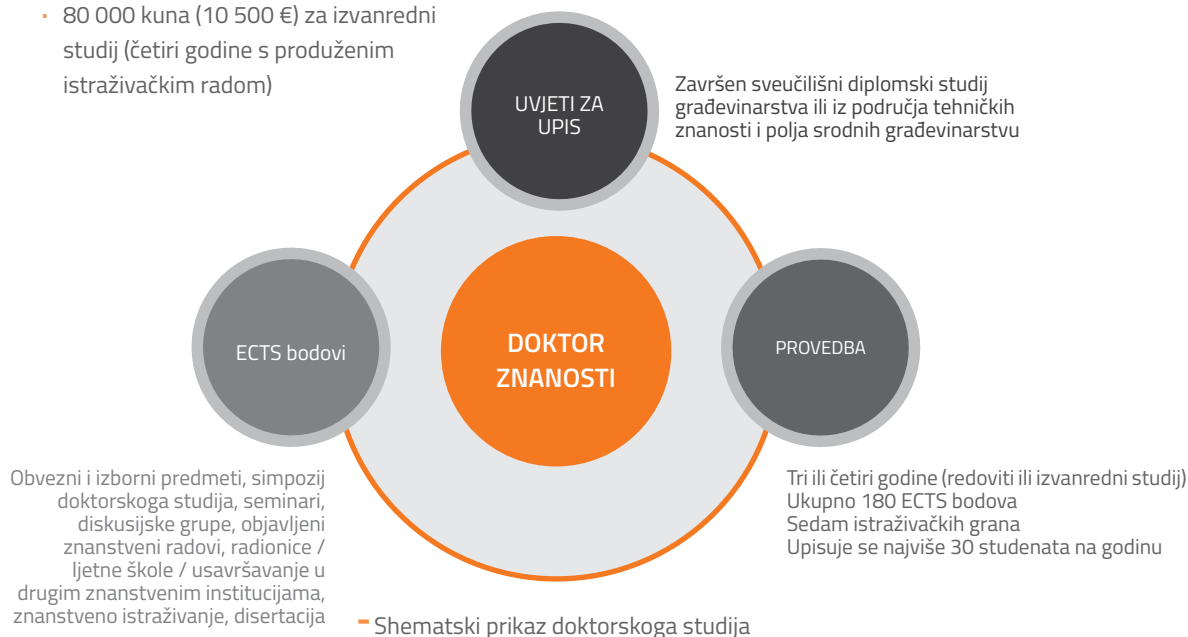 80 000 kuna (10 500 €) za izvanredni
studij (četiri godine s produženim
istraživačkim radom)
UVJETI ZA
UPIS
Završen sveučilišni diplomski studij
građevinarstva ili iz područja tehničkih
znanosti i polja srodnih građevinarstvu
ECTS bodovi
DOKTOR
ZNANOSTI
PROVEDBA
Obvezni i izborni predmeti, simpozij
doktorskoga studija, seminari,
diskusijske grupe, objavljeni
znanstveni radovi, radionice /
ljetne škole / usavršavanje u
drugim znanstvenim institucijama,
znanstveno istraživanje, disertacija
Tri ili četiri godine (redoviti ili izvanredni studij)
Ukupno 180 ECTS bodova
Sedam istraživačkih grana
Upisuje se najviše 30 studenata na godinu
Shematski prikaz doktorskoga studija